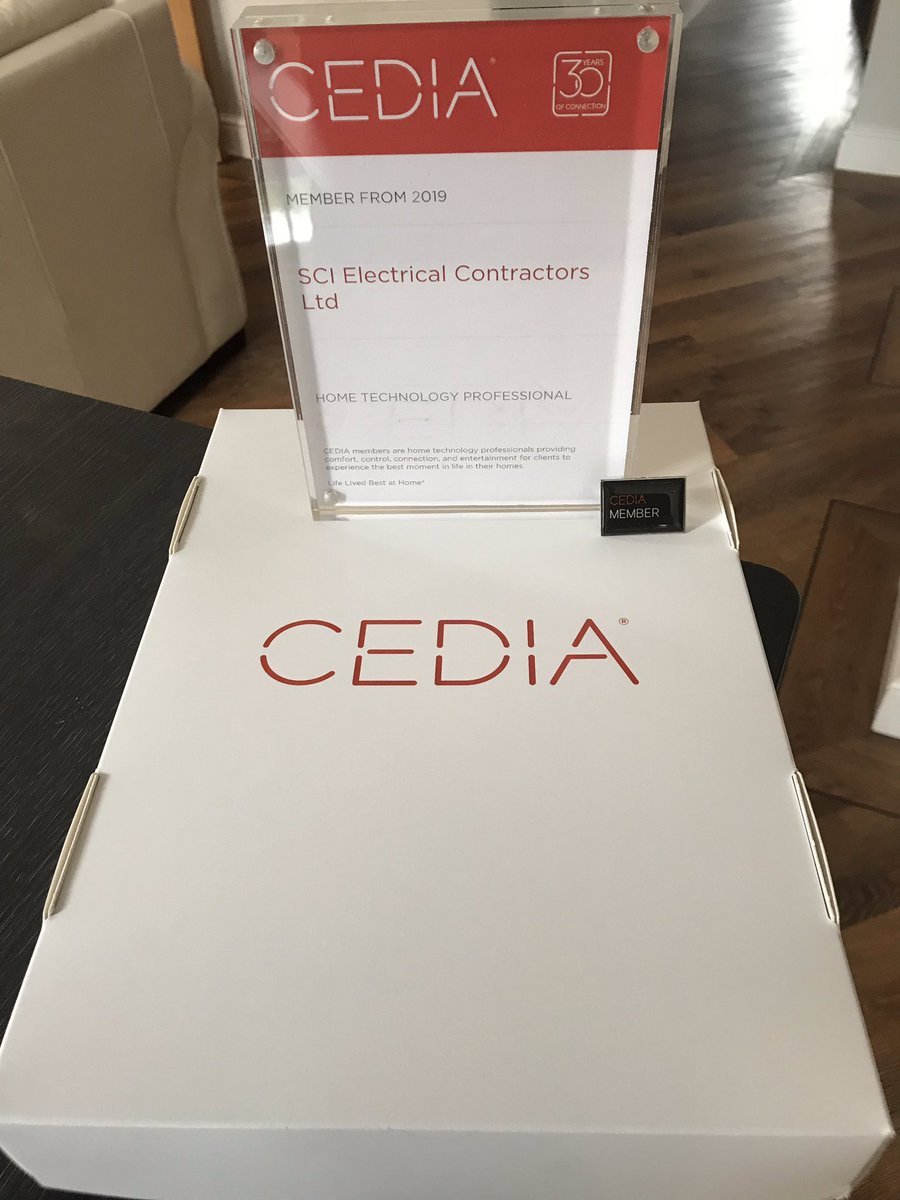 CEDIA®
30 YEARS
OF CONNECTION
MEMBER FROM 2019
SCI Electrical Contractors
Ltd
HOME TECHNOLOGY PROFESSIONAL
CEDIA members are home technology professionals providing
comfort, control, connection, and entertainment for clients to
experience the best moment in life in their homes.
Life Lived Best at Home®
CEDIA
MEMBER
CEDIA®